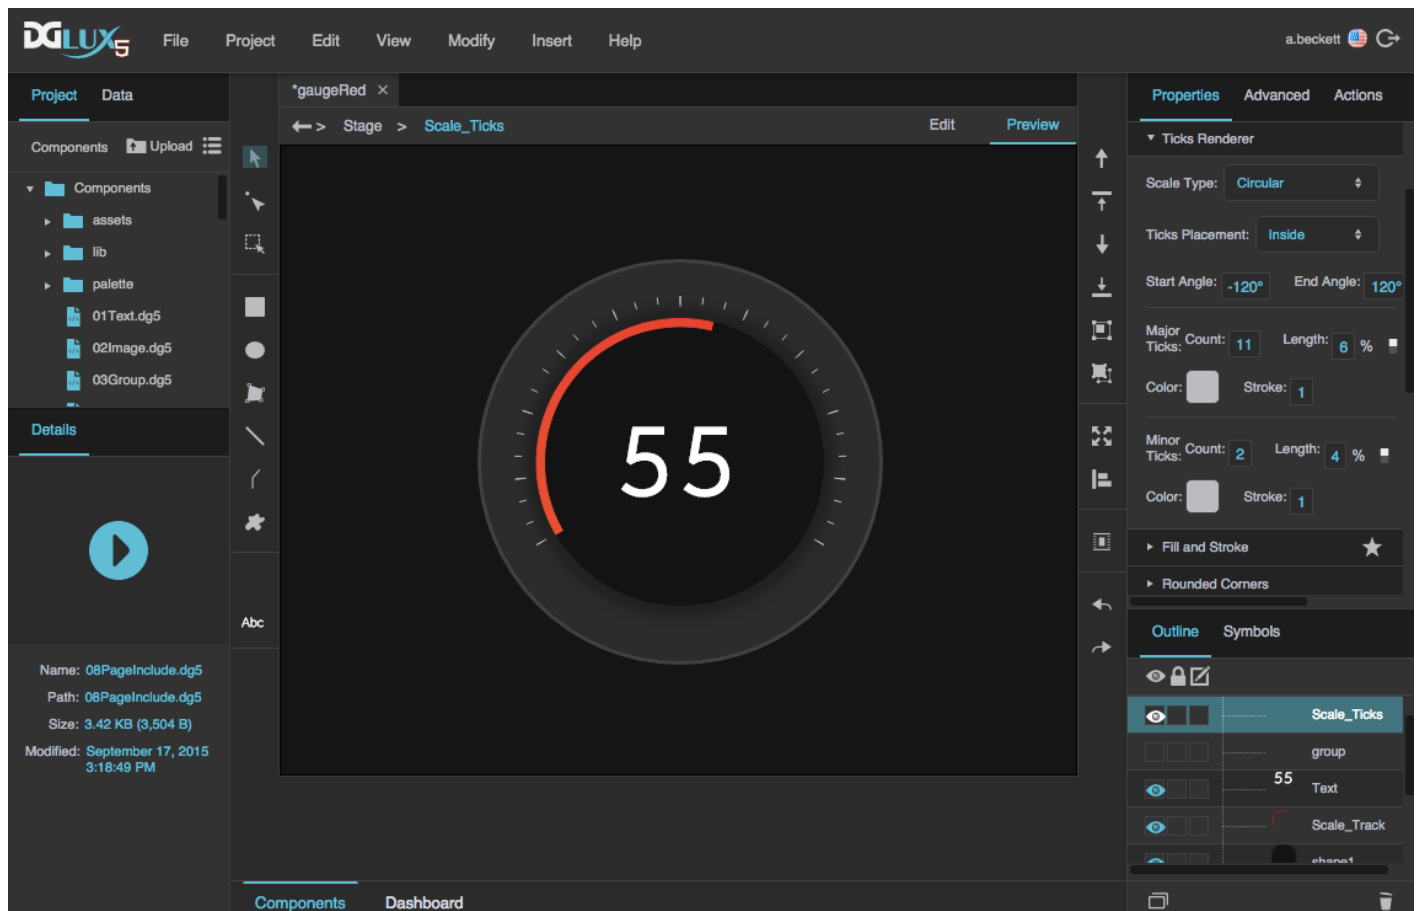 DGLUX5
File Project Edit View Modify Insert Help
a.beckett
Project Data
*gaugeRed ×
Properties Advanced Actions
> Stage > Scale_Ticks
Edit Preview
Components Upload
Components
assets
lib
palette
01Text.dg5
02Image.dg5
03Group.dg5
Details
Name: 08PageInclude.dg5
Path: 08PageInclude.dg5
Size: 3.42 KB (3,504 B)
Modified: September 17, 2015
3:18:49 PM
Abc
55
Components Dashboard
Ticks Renderer
Scale Type: Circular
Ticks Placement: Inside
Start Angle: -120° End Angle: 120°
Major
Ticks: Count: 11 Length: 6 %
Color: Stroke: 1
Minor
Ticks: Count: 2 Length: 4 %
Color: Stroke: 1
Fill and Stroke
Rounded Corners
Outline Symbols
Scale_Ticks
group
55 Text
Scale_Track
shape1